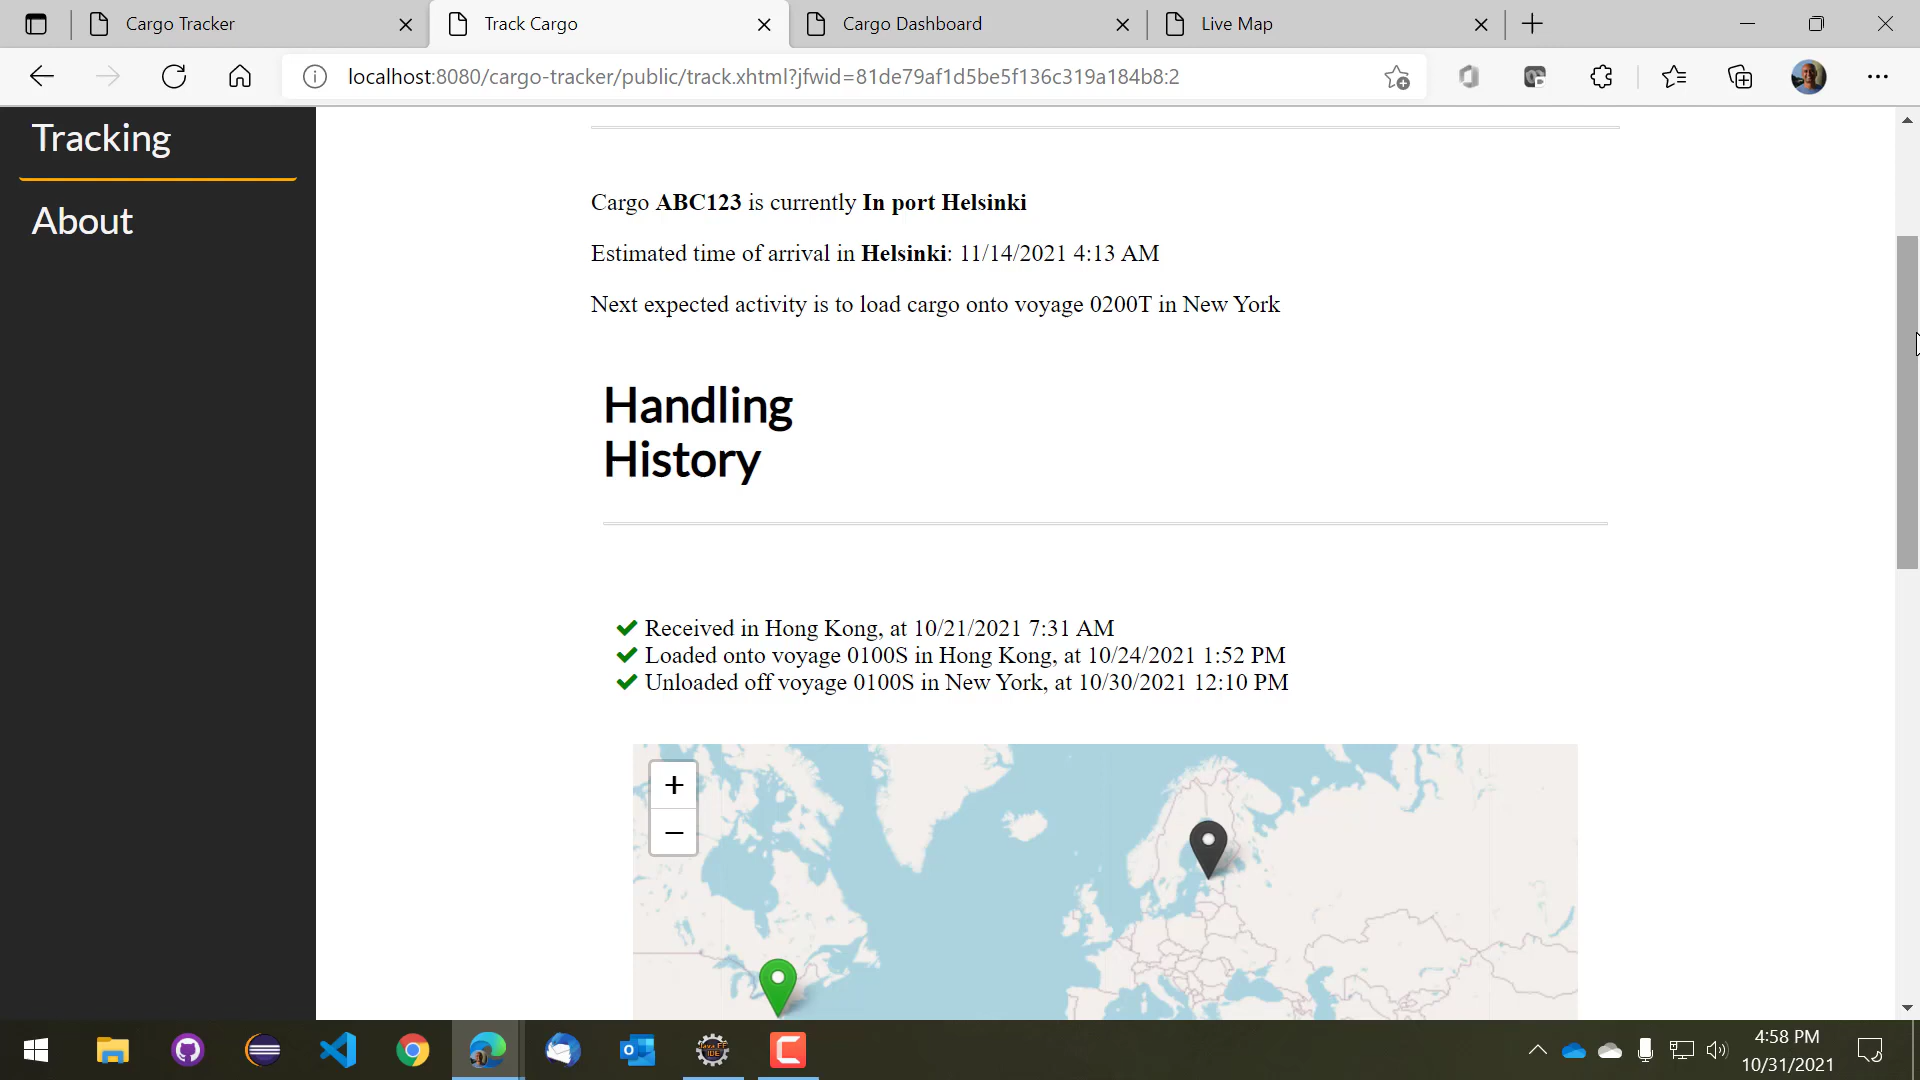 Cargo Tracker
Track Cargo
Cargo Dashboard
Live Map
localhost:8080/cargo-tracker/public/track.xhtml?jfwid=81de79af1d5be5f136c319a184b8:2
Tracking
About
Cargo ABC123 is currently In port Helsinki
Estimated time of arrival in Helsinki: 11/14/2021 4:13 AM
Next expected activity is to load cargo onto voyage 0200T in New York
Handling
History
Received in Hong Kong, at 10/21/2021 7:31 AM
Loaded onto voyage 0100S in Hong Kong, at 10/24/2021 1:52 PM
Unloaded off voyage 0100S in New York, at 10/30/2021 12:10 PM
+
−
4:58 PM
10/31/2021